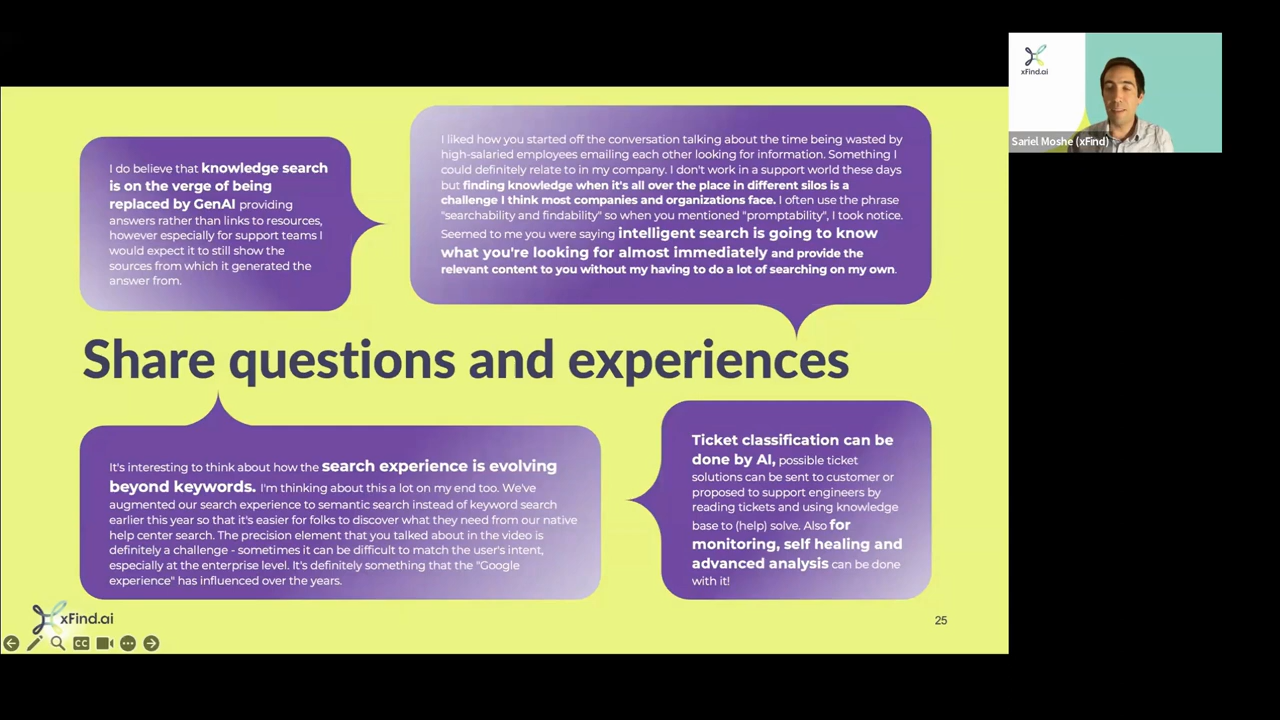 I do believe that knowledge search
is on the verge of being
replaced by GenAI providing
answers rather than links to resources,
however especially for support teams I
would expect it to still show the
sources from which it generated the
answer from.
I liked how you started off the conversation talking about the time being wasted by
high-salaried employees emailing each other looking for information. Something I
could definitely relate to in my company. I don't work in a support world these days
but finding knowledge when it's all over the place in different silos is a
challenge I think most companies and organizations face. I often use the phrase
"searchability and findability" so when you mentioned "promptability", I took notice.
Seemed to me you were saying intelligent search is going to know
what you're looking for almost immediately and provide the
relevant content to you without my having to do a lot of searching on my own.
Share questions and experiences
It's interesting to think about how the search experience is evolving
beyond keywords. I'm thinking about this a lot on my end too. We've
augmented our search experience to semantic search instead of keyword search
earlier this year so that it's easier for folks to discover what they need from our native
help center search. The precision element that you talked about in the video is
definitely a challenge - sometimes it can be difficult to match the user's intent,
especially at the enterprise level. It's definitely something that the "Google
experience" has influenced over the years.
Ticket classification can be
done by AI, possible ticket
solutions can be sent to customer or
proposed to support engineers by
reading tickets and using knowledge
base to (help) solve. Also for
monitoring, self healing and
advanced analysis can be done
with it!
xFind.ai
25
CC
xFind.ai
Sariel Moshe (xFind)